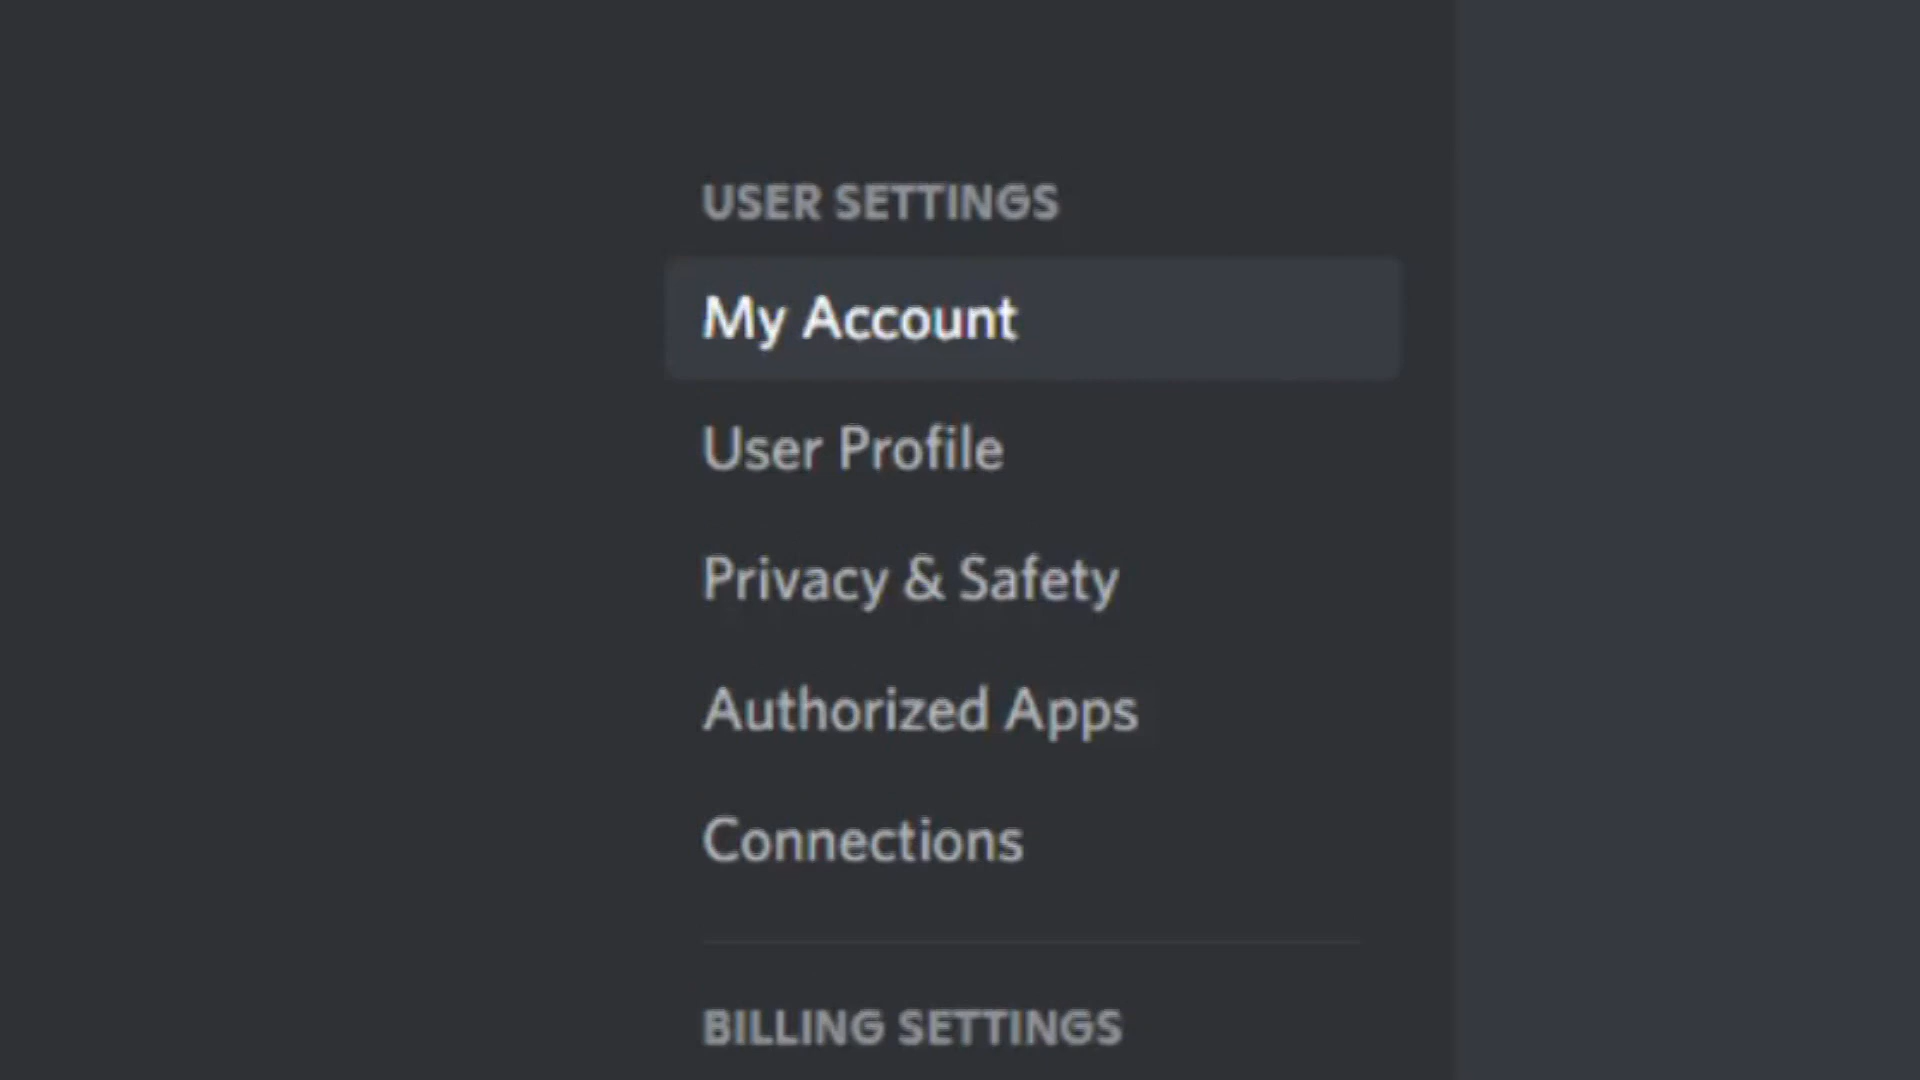 USER SETTINGS
My Account
User Profile
Privacy & Safety
Authorized Apps
Connections
BILLING SETTINGS